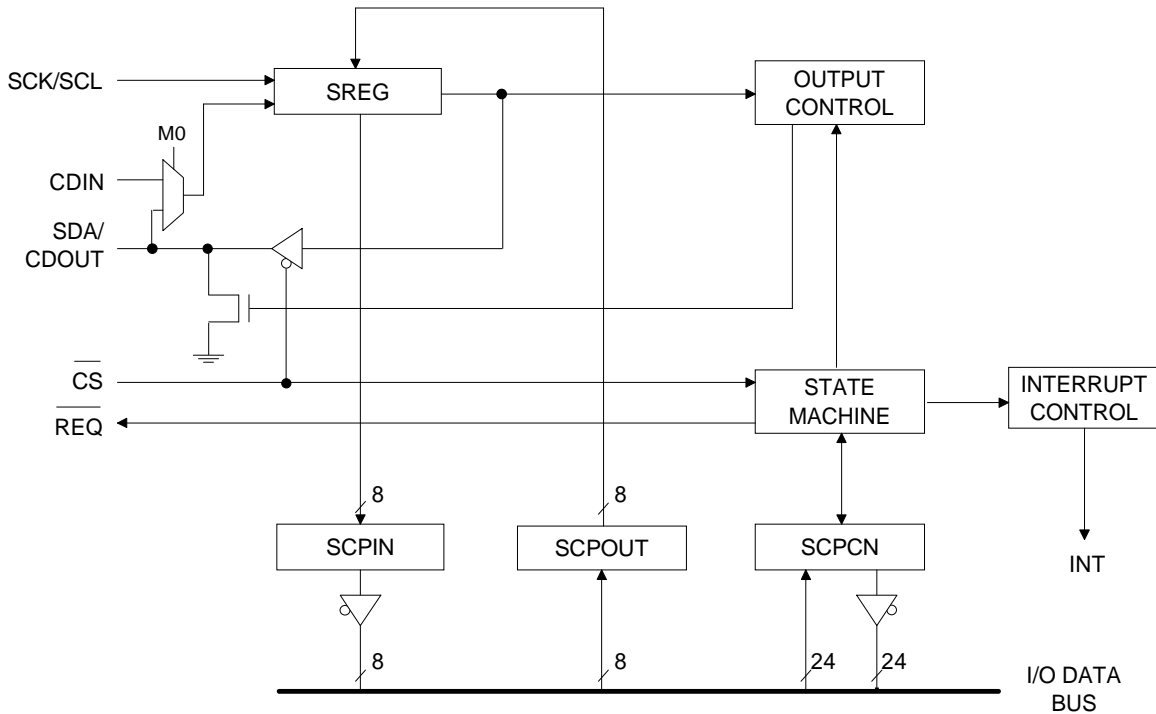 SCK/SCL
SREG
OUTPUT
CONTROL
M0
CDIN
SDA/
CDOUT
CS
REQ
STATE
MACHINE
INTERRUPT
CONTROL
8
8
SCPIN
SCPOUT
SCPCN
INT
8
8
24
24
I/O DATA
BUS